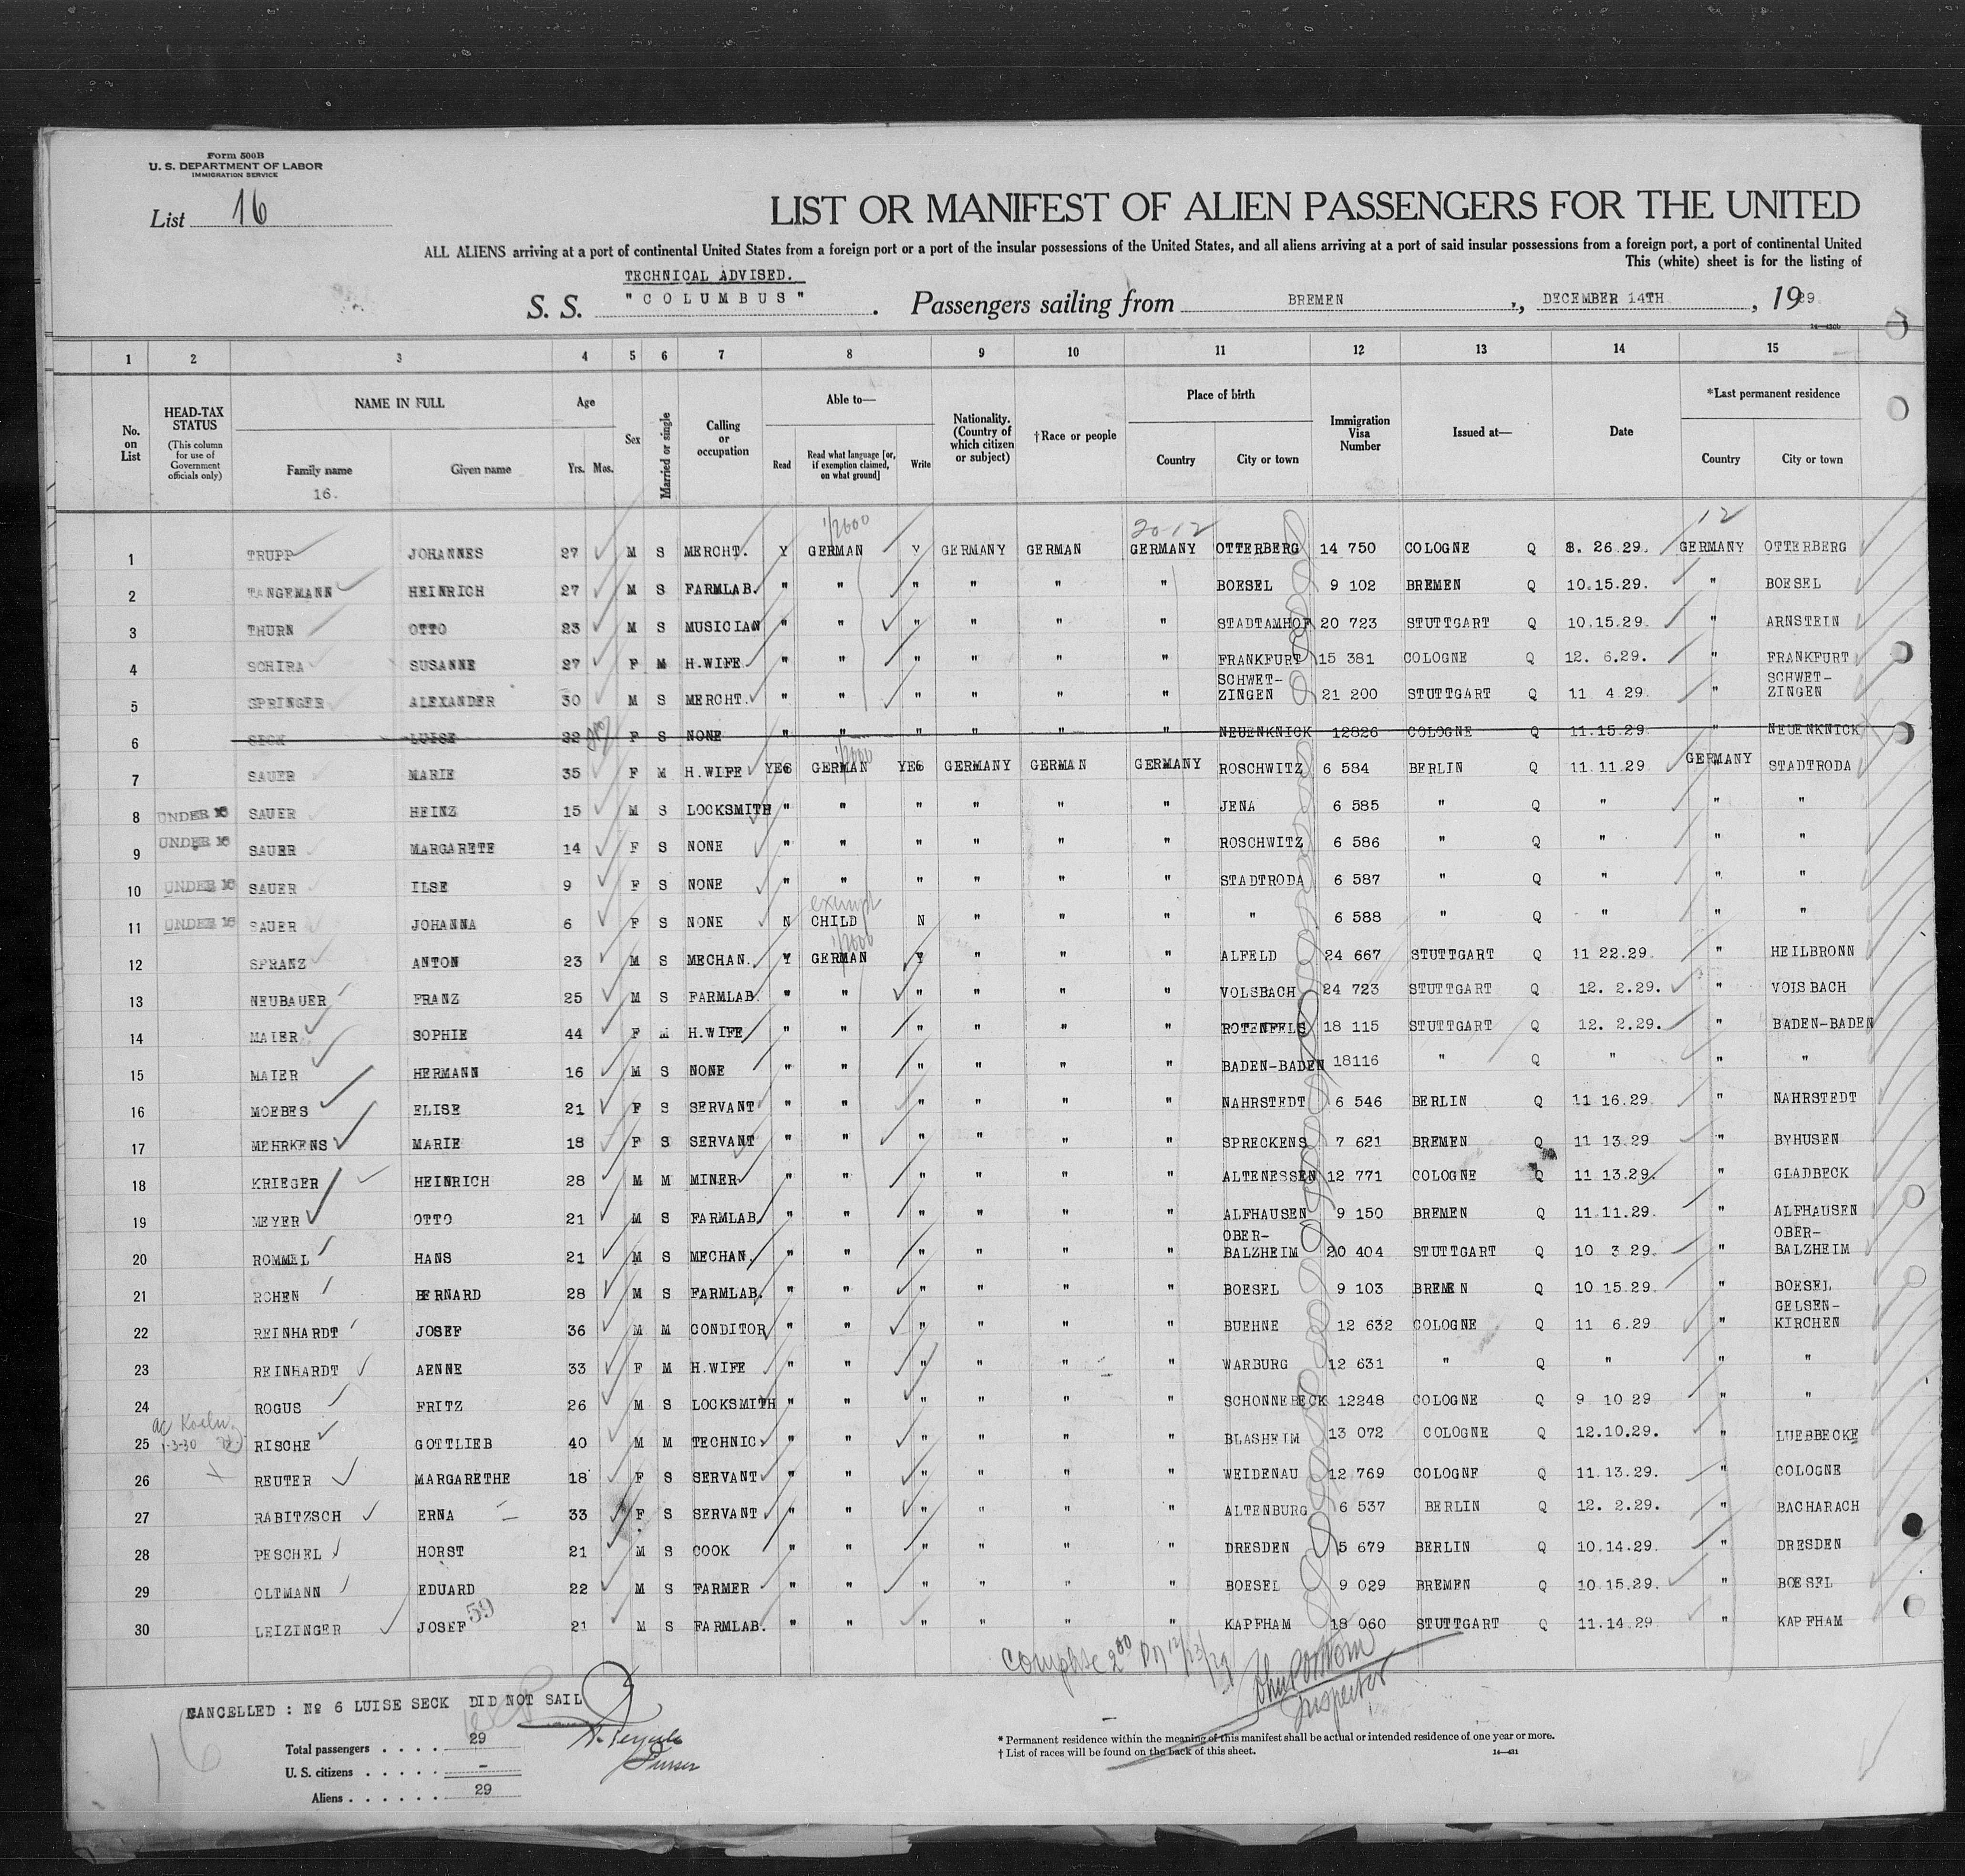 Form 500B
U. S. DEPARTMENT OF LABOR
IMMIGRATION SERVICE
List 16
LIST OR MANIFEST OF ALIEN PASSENGERS FOR THE UNITED
ALL ALIENS arriving at a port of continental United States from a foreign port or a port of the insular possessions of the United States, and all aliens arriving at a port of said insular possessions from a foreign port, a port of continental United
This (white) sheet is for the listing of
TECHNICAL ADVISED.
S. S. "COLUMBUS". Passengers sailing from BREMEN, DECEMBER 14TH, 1929
1 2 3 4 5 6 7 8 9 10 11 12 13 14 15
No. on List HEAD-TAX STATUS (This column for use of Government officials only) NAME IN FULL Family name Given name Age Yrs. Mos. Sex Married or single Calling or occupation Able to— Read Read what language [or, if exemption claimed, on what ground] Write Nationality. (Country of which citizen or subject) †Race or people Place of birth Country City or town Immigration Visa Number Issued at— Date *Last permanent residence Country City or town
16.
1/2600 20-12 12
1 TRUPP JOHANNES 27 M S MERCHT. Y GERMAN Y GERMANY GERMAN GERMANY OTTERBERG 14 750 COLOGNE Q 8. 26.29. GERMANY OTTERBERG
2 TANGEMANN HEINRICH 27 M S FARMLAB. " " " " " " BOESEL 9 102 BREMEN Q 10.15.29. " BOESEL
3 THURN OTTO 23 M S MUSICIAN " " " " " " STADTAMHOF 20 723 STUTTGART Q 10.15.29. " ARNSTEIN
4 SCHIRA SUSANNE 27 F M H.WIFE " " " " " " FRANKFURT 15 381 COLOGNE Q 12. 6.29. " FRANKFURT
5 SPRINGER ALEXANDER 30 M S MERCHT. " " " " " " SCHWET-ZINGEN 21 200 STUTTGART Q 11 4.29. " SCHWET-ZINGEN
6 SECK LUISE 22 F S NONE " " " " " " NEUENKNICK 12826 COLOGNE Q 11.15.29. " NEUENKNICK
7 SAUER MARIE 35 F M H.WIFE YES GERMAN YES GERMANY GERMAN GERMANY ROSCHWITZ 6 584 BERLIN Q 11.11.29 GERMANY STADTRODA
8 UNDER 16 SAUER HEINZ 15 M S LOCKSMITH " " " " " " JENA 6 585 " Q " " "
9 UNDER 16 SAUER MARGARETE 14 F S NONE " " " " " " ROSCHWITZ 6 586 " Q " " "
10 UNDER 16 SAUER ILSE 9 F S NONE " " " " " " STADTRODA 6 587 " Q " " "
exempt
11 UNDER 16 SAUER JOHANNA 6 F S NONE N CHILD N " " " " 6 588 " Q " " "
12 SPRANZ ANTON 23 M S MECHAN. Y GERMAN Y " " " ALFELD 24 667 STUTTGART Q 11 22.29. " HEILBRONN
13 NEUBAUER FRANZ 25 M S FARMLAB. " " " " " " VOLSBACH 24 723 STUTTGART Q 12. 2.29. " VOLSBACH
14 MAIER SOPHIE 44 F M H.WIFE " " " " " " ROTENFELS 18 115 STUTTGART Q 12. 2.29. " BADEN-BADEN
15 MAIER HERMANN 16 M S NONE " " " " " " BADEN-BADEN 18116 " Q " " "
16 MOEBES ELISE 21 F S SERVANT " " " " " " NAHRSTEDT 6 546 BERLIN Q 11 16.29. " NAHRSTEDT
17 MEHRKENS MARIE 18 F S SERVANT " " " " " " SPRECKENS 7 621 BREMEN Q 11 13.29 " BYHUSEN
18 KRIEGER HEINRICH 28 M M MINER " " " " " " ALTENESSEN 12 771 COLOGNE Q 11 13.29. " GLADBECK
19 MEYER OTTO 21 M S FARMLAB. " " " " " " ALFHAUSEN 9 150 BREMEN Q 11.11.29. " ALFHAUSEN
20 ROMMEL HANS 21 M S MECHAN. " " " " " " OBER-BALZHEIM 20 404 STUTTGART Q 10 3 29. " OBER-BALZHEIM
21 ROHEN BERNARD 28 M S FARMLAB. " " " " " " BOESEL 9 103 BREMEN Q 10 15.29. " BOESEL
22 REINHARDT JOSEF 36 M M CONDITOR " " " " " " BUEHNE 12 632 COLOGNE Q 11 6.29 " GELSEN-KIRCHEN
23 REINHARDT AENNE 33 F M H.WIFE " " " " " " WARBURG 12 631 " Q " " "
24 ROGUS FRITZ 26 M S LOCKSMITH " " " " " " SCHONNEBECK 12248 COLOGNE Q 9 10 29 " "
25 RISCHE GOTTLIEB 40 M M TECHNIC. " " " " " " BLASHEIM 13 072 COLOGNE Q 12.10.29. " LUEBBECKE
26 REUTER MARGARETHE 18 F S SERVANT " " " " " " WEIDENAU 12 769 COLOGNE Q 11.13.29. " COLOGNE
27 RABITZSCH ERNA 33 F S SERVANT " " " " " " ALTENBURG 6 537 BERLIN Q 12. 2.29. " BACHARACH
28 PESCHEL HORST 21 M S COOK " " " " " " DRESDEN 5 679 BERLIN Q 10.14.29. " DRESDEN
29 OLTMANN EDUARD 22 M S FARMER " " " " " " BOESEL 9 029 BREMEN Q 10.15.29. " BOESEL
30 LEIZINGER JOSEF 59 21 M S FARMLAB. " " " " " " KAPFHAM 18 060 STUTTGART Q 11.14.29 " KAPFHAM
Inspector
CANCELLED : No 6 LUISE SECK DID NOT SAIL
Total passengers . . . . 29
U. S. citizens . . . . . -
Aliens . . . . . . 29
Purser
16
* Permanent residence within the meaning of this manifest shall be actual or intended residence of one year or more.
† List of races will be found on the back of this sheet.
14—431